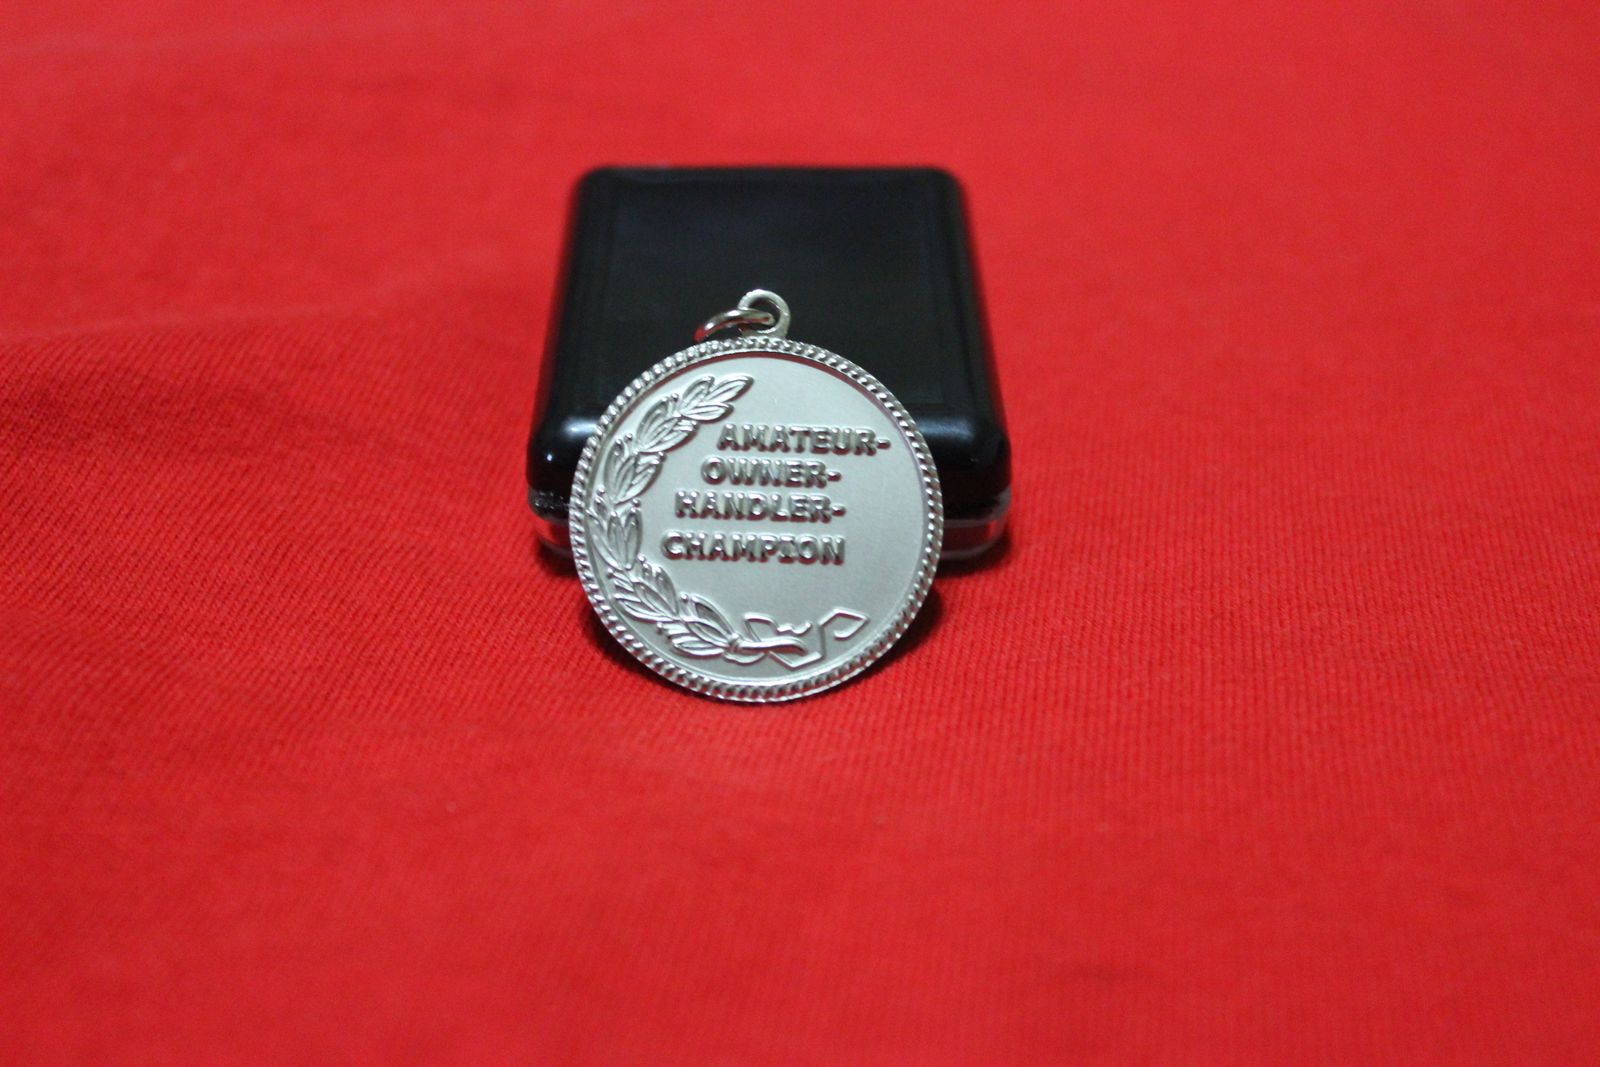 AMATEUR-
OWNER-
HANDLER-
CHAMPION